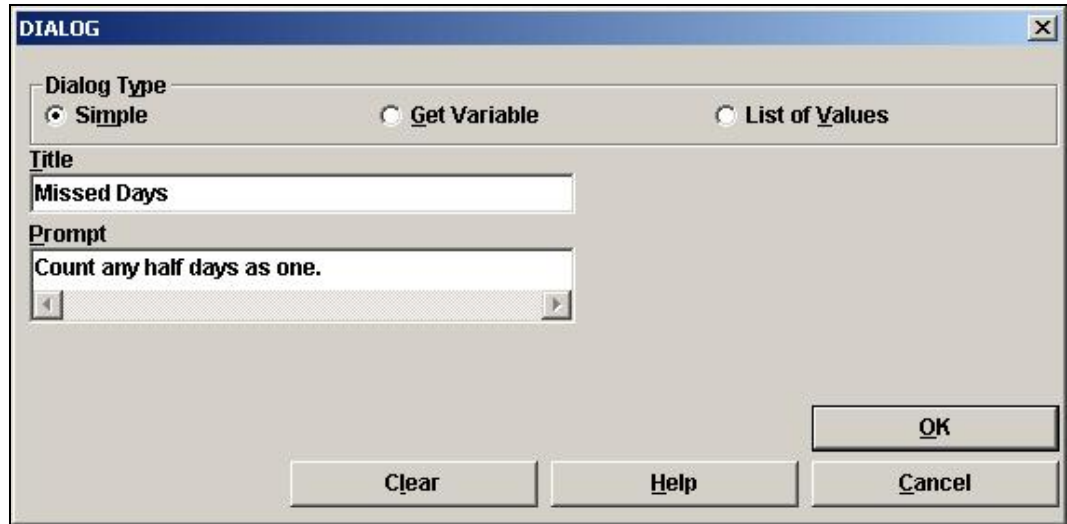 DIALOG
Dialog Type
Simple Get Variable List of Values
Title
Missed Days
Prompt
Count any half days as one.
OK
Clear Help Cancel